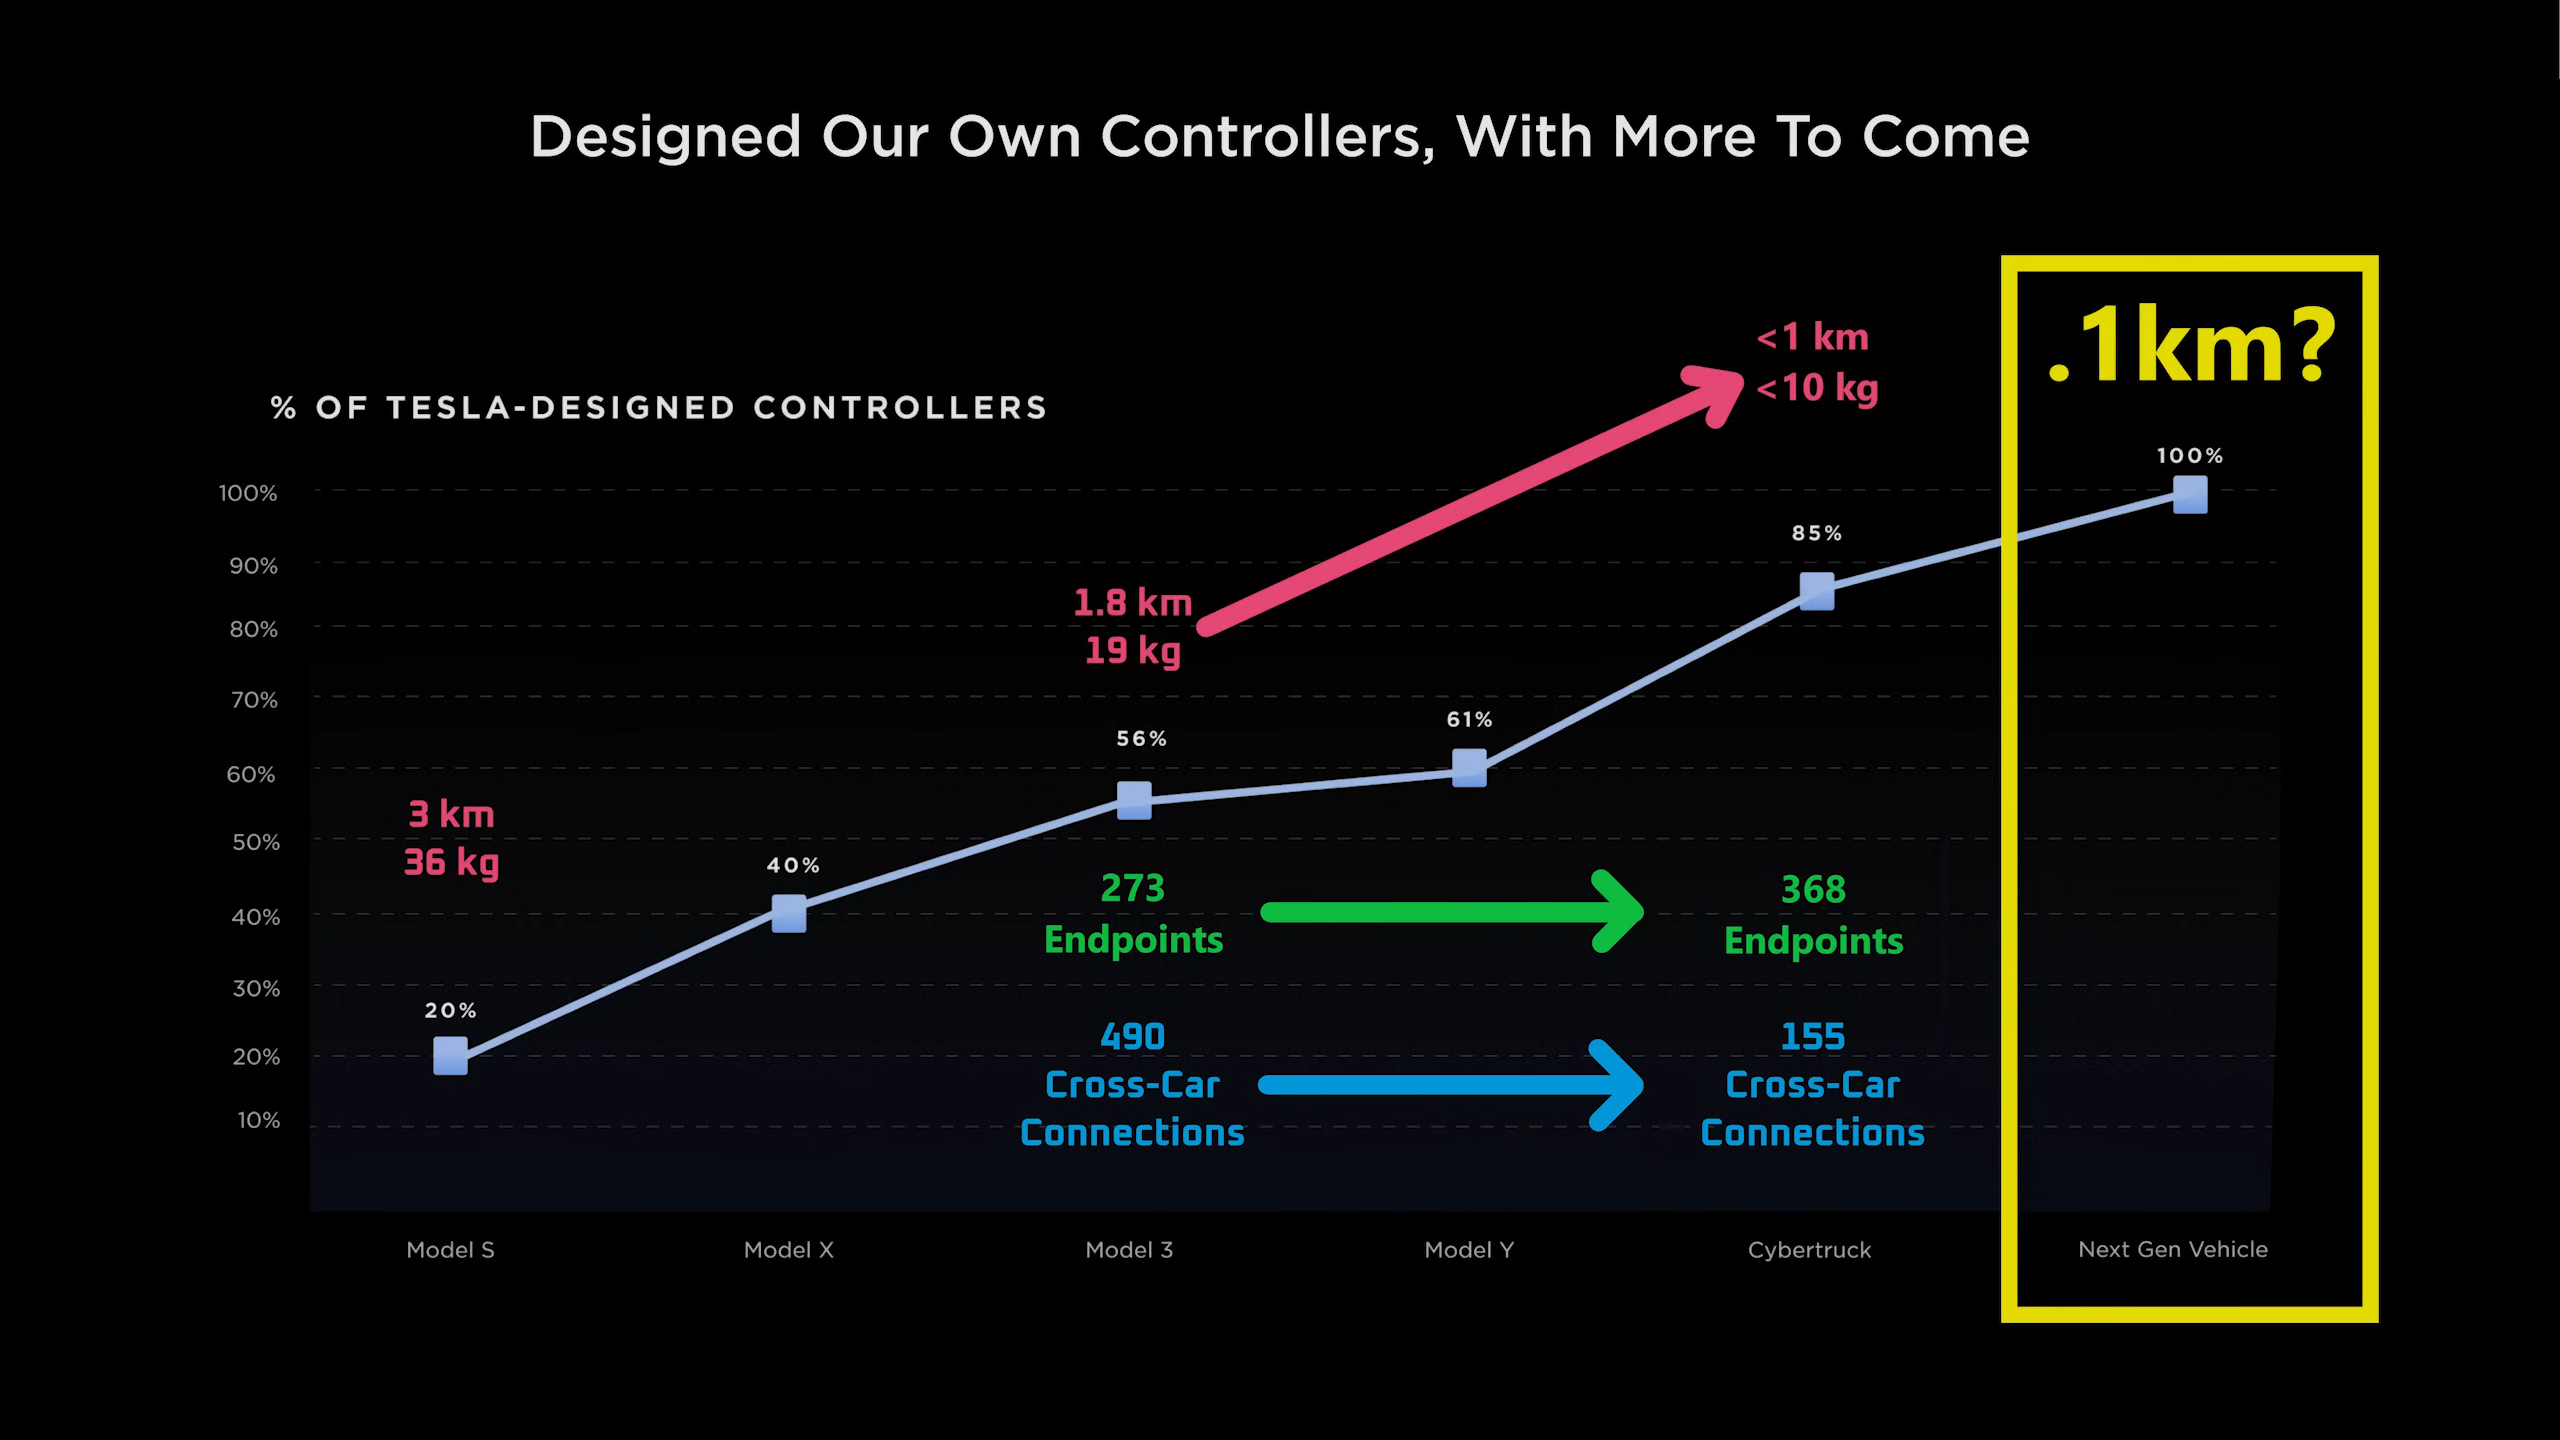 Designed Our Own Controllers, With More To Come
.1km?
<1 km
<10 kg
% OF TESLA-DESIGNED CONTROLLERS
100%
90%
80%
70%
60%
50%
40%
30%
20%
10%
20%
40%
56%
61%
85%
100%
3 km
36 kg
1.8 km
19 kg
273
Endpoints
368
Endpoints
490
Cross-Car
Connections
155
Cross-Car
Connections
Model S
Model X
Model 3
Model Y
Cybertruck
Next Gen Vehicle